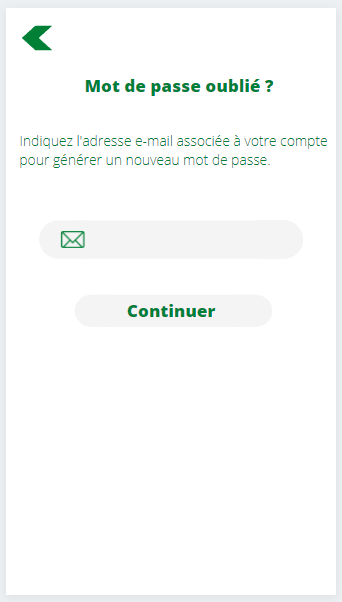 Mot de passe oublié ?
Indiquez l'adresse e-mail associée à votre compte
pour générer un nouveau mot de passe.
Continuer